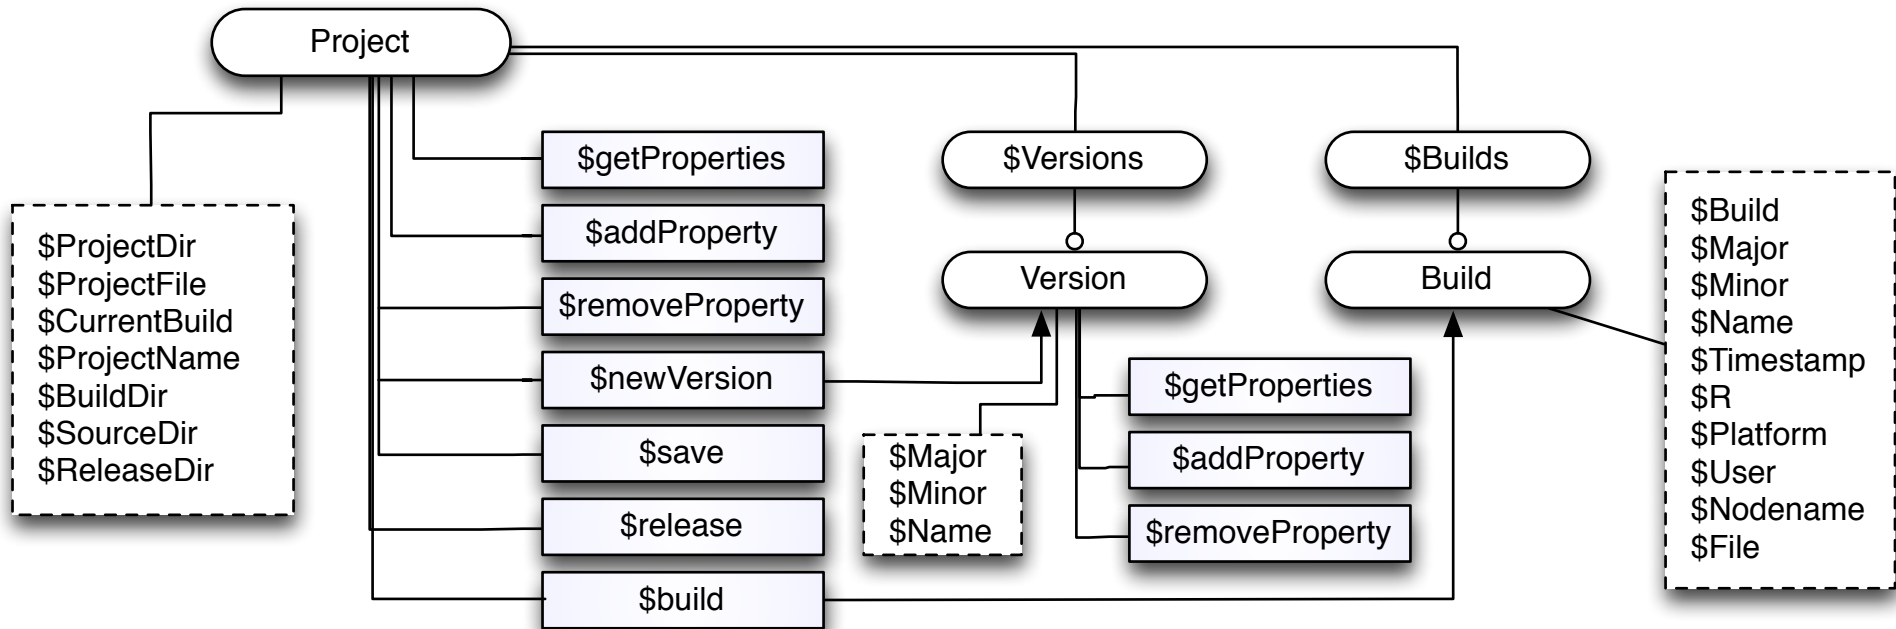 Project
$ProjectDir
$ProjectFile
$CurrentBuild
$ProjectName
$BuildDir
$SourceDir
$ReleaseDir
$getProperties
$addProperty
$removeProperty
$newVersion
$save
$release
$build
$Versions
Version
$Major
$Minor
$Name
$getProperties
$addProperty
$removeProperty
$Builds
Build
$Build
$Major
$Minor
$Name
$Timestamp
$R
$Platform
$User
$Nodename
$File